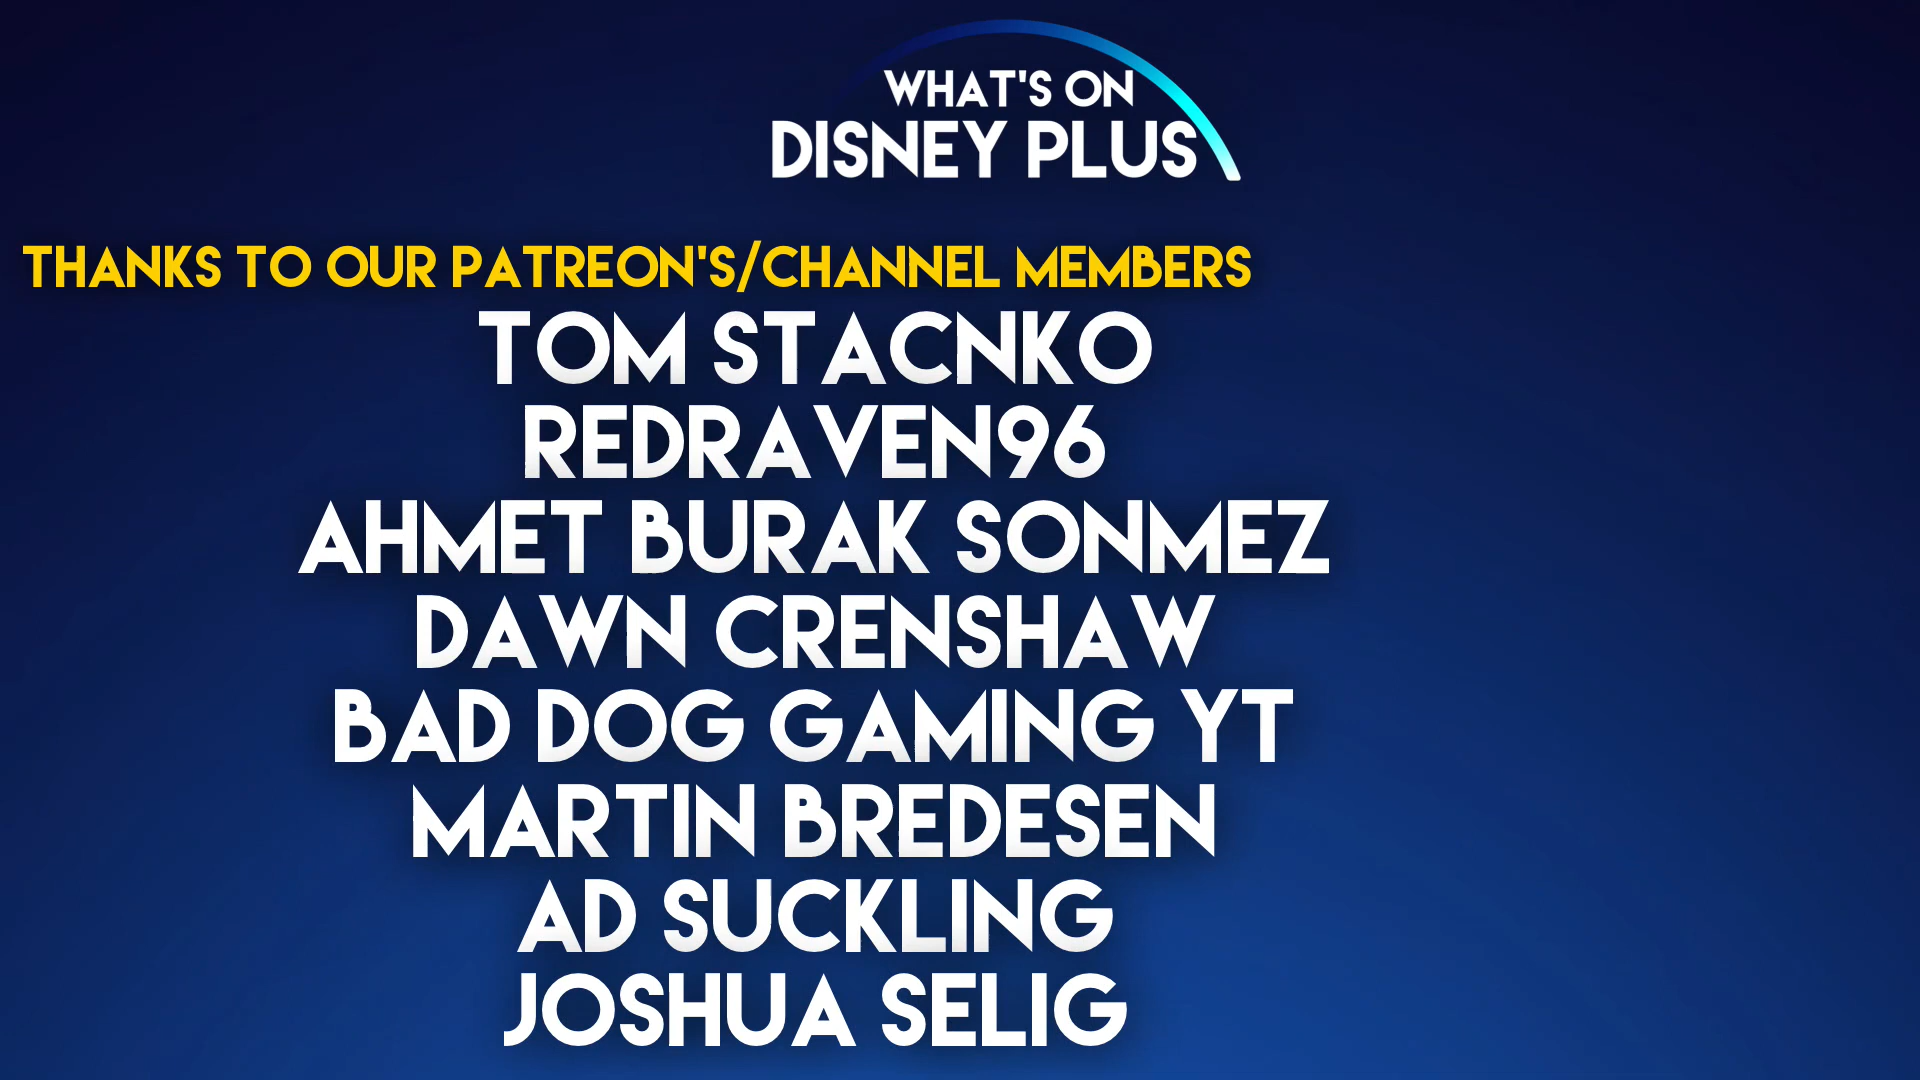 WHAT'S ON
DISNEY PLUS
THANKS TO OUR PATREON'S/CHANNEL MEMBERS
TOM STACNKO
REDRAVEN96
AHMET BURAK SONMEZ
DAWN CRENSHAW
BAD DOG GAMING YT
MARTIN BREDESEN
AD SUCKLING
JOSHUA SELIG